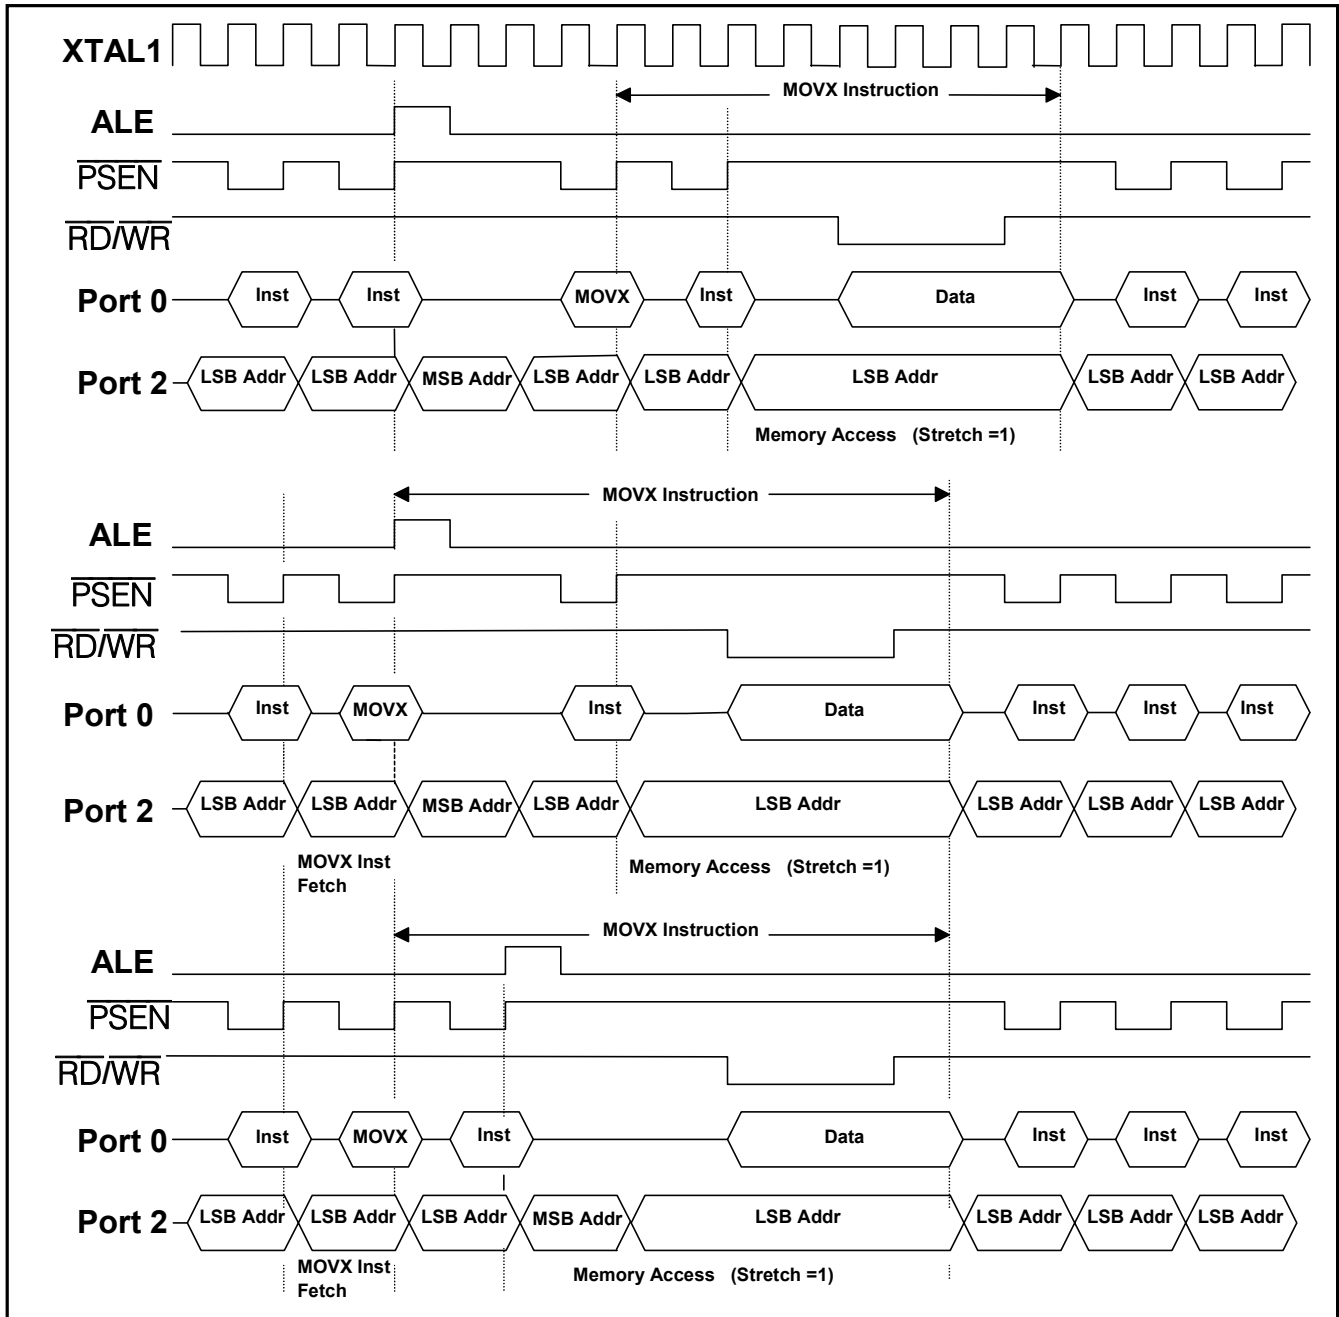 XTAL1
MOVX Instruction
ALE
PSEN
RD/WR
Port 0 Inst Inst MOVX Inst Data Inst Inst
Port 2 LSB Addr LSB Addr MSB Addr LSB Addr LSB Addr LSB Addr LSB Addr LSB Addr
Memory Access (Stretch =1)
MOVX Instruction
ALE
PSEN
RD/WR
Port 0 Inst MOVX Inst Data Inst Inst Inst
Port 2 LSB Addr LSB Addr MSB Addr LSB Addr LSB Addr LSB Addr LSB Addr LSB Addr
MOVX Inst
Fetch
Memory Access (Stretch =1)
MOVX Instruction
ALE
PSEN
RD/WR
Port 0 Inst MOVX Inst Data Inst Inst Inst
Port 2 LSB Addr LSB Addr LSB Addr MSB Addr LSB Addr LSB Addr LSB Addr LSB Addr
MOVX Inst
Fetch
Memory Access (Stretch =1)